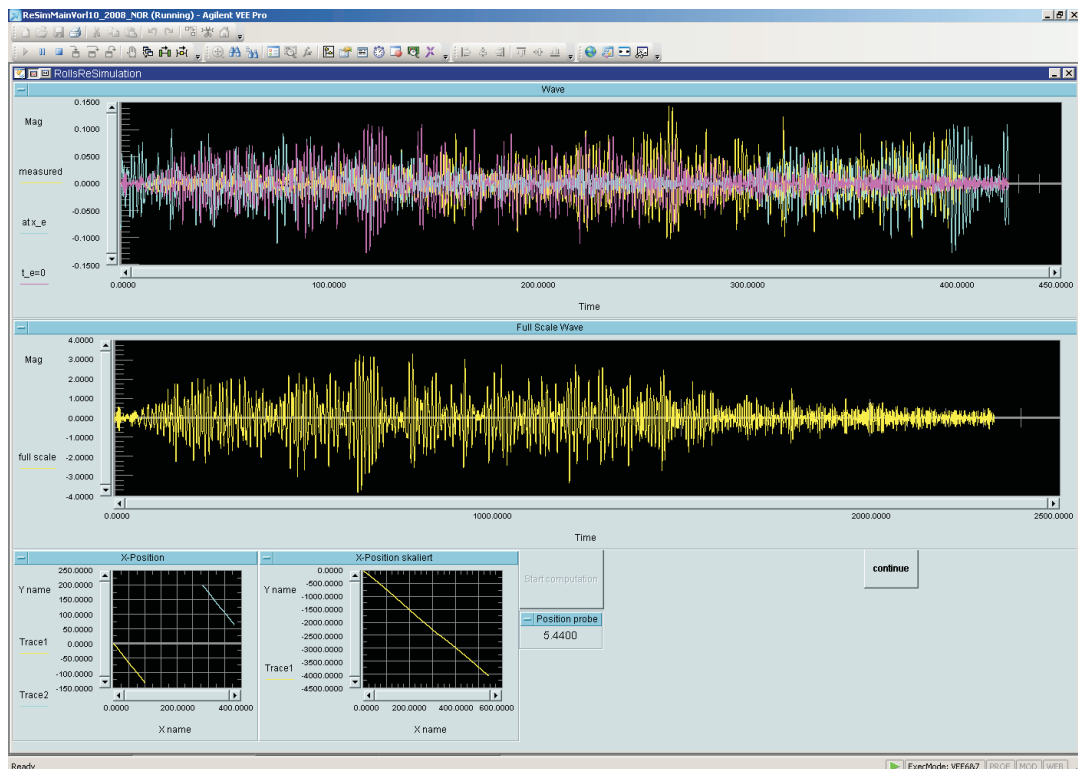 ReSimMainVorl10_2008_NOR (Running) - Agilent VEE Pro
RollsReSimulation
Wave
Mag
measured
atx_e
t_e=0
0.1500
0.1000
0.0500
0.0000
-0.0500
-0.1000
-0.1500
0.0000 100.0000 200.0000 300.0000 400.0000 450.0000
Time
Full Scale Wave
Mag
full scale
4.0000
3.0000
2.0000
1.0000
0.0000
-1.0000
-2.0000
-3.0000
-4.0000
0.0000 1000.0000 2000.0000 2500.0000
Time
X-Position
Y name
Trace1
Trace2
250.0000
200.0000
150.0000
100.0000
50.0000
0.0000
-50.0000
-100.0000
-150.0000
0.0000 200.0000 400.0000
X name
X-Position skaliert
Y name
Trace1
0.0000
-500.0000
-1000.0000
-1500.0000
-2000.0000
-2500.0000
-3000.0000
-3500.0000
-4000.0000
-4500.0000
0.0000 200.0000 400.0000 600.0000
X name
Start computation
Position probe
5.4400
continue
Ready
ExecMode: VEE6&7 PROF MOD WEB